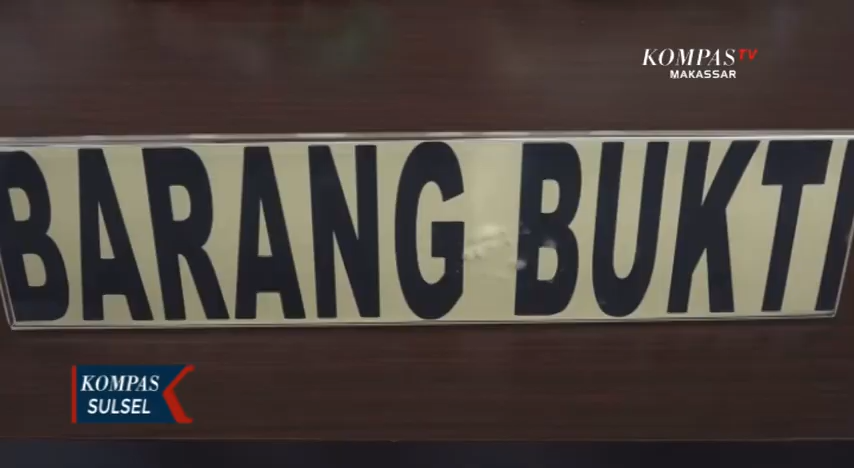 KOMPAS TV
MAKASSAR
BARANG BUKTI
KOMPAS
SULSEL